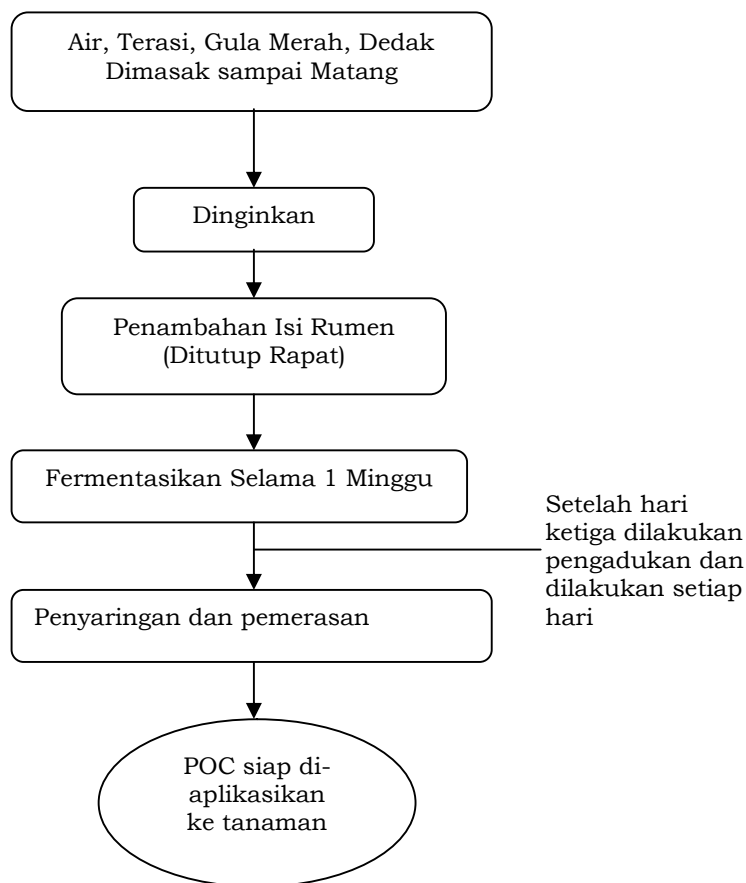 Air, Terasi, Gula Merah, Dedak
Dimasak sampai Matang
Dinginkan
Penambahan Isi Rumen
(Ditutup Rapat)
Fermentasikan Selama 1 Minggu
Setelah hari
ketiga dilakukan
pengadukan dan
dilakukan setiap
hari
Penyaringan dan pemerasan
POC siap di-
aplikasikan
ke tanaman